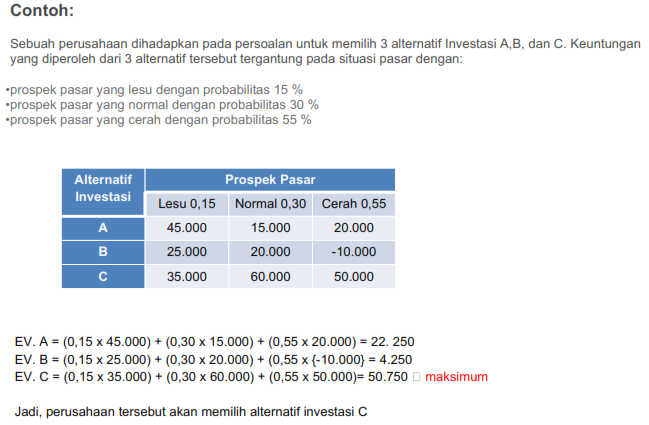 Contoh:
Sebuah perusahaan dihadapkan pada persoalan untuk memilih 3 alternatif Investasi A,B, dan C. Keuntungan
yang diperoleh dari 3 alternatif tersebut tergantung pada situasi pasar dengan:
•prospek pasar yang lesu dengan probabilitas 15 %
•prospek pasar yang normal dengan probabilitas 30 %
•prospek pasar yang cerah dengan probabilitas 55 %
Alternatif Investasi Prospek Pasar
Lesu 0,15 Normal 0,30 Cerah 0,55
A 45.000 15.000 20.000
B 25.000 20.000 -10.000
C 35.000 60.000 50.000
EV. A = (0,15 x 45.000) + (0,30 x 15.000) + (0,55 x 20.000) = 22. 250
EV. B = (0,15 x 25.000) + (0,30 x 20.000) + (0,55 x {-10.000} = 4.250
EV. C = (0,15 x 35.000) + (0,30 x 60.000) + (0,55 x 50.000)= 50.750 □ maksimum
Jadi, perusahaan tersebut akan memilih alternatif investasi C